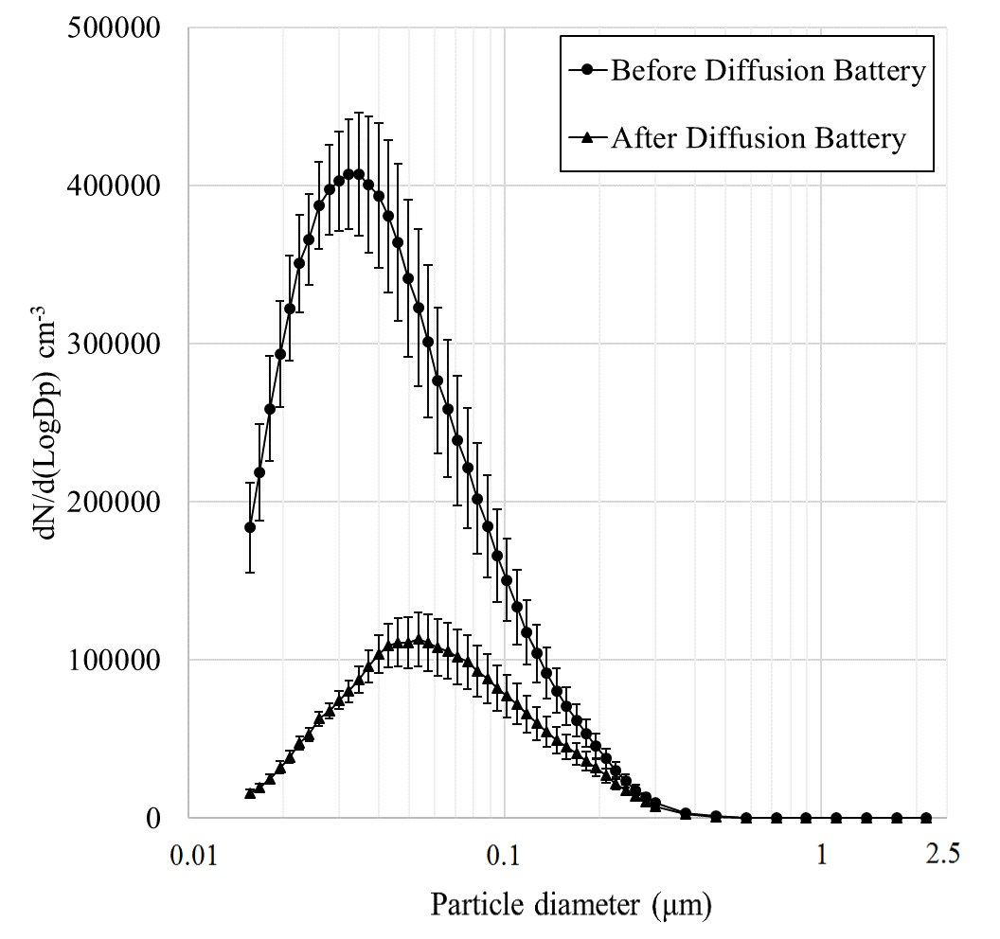 500000
400000
300000
200000
100000
0
dN/d(LogDp) cm-3
Before Diffusion Battery
After Diffusion Battery
0.01 0.1 1 2.5
Particle diameter (μm)